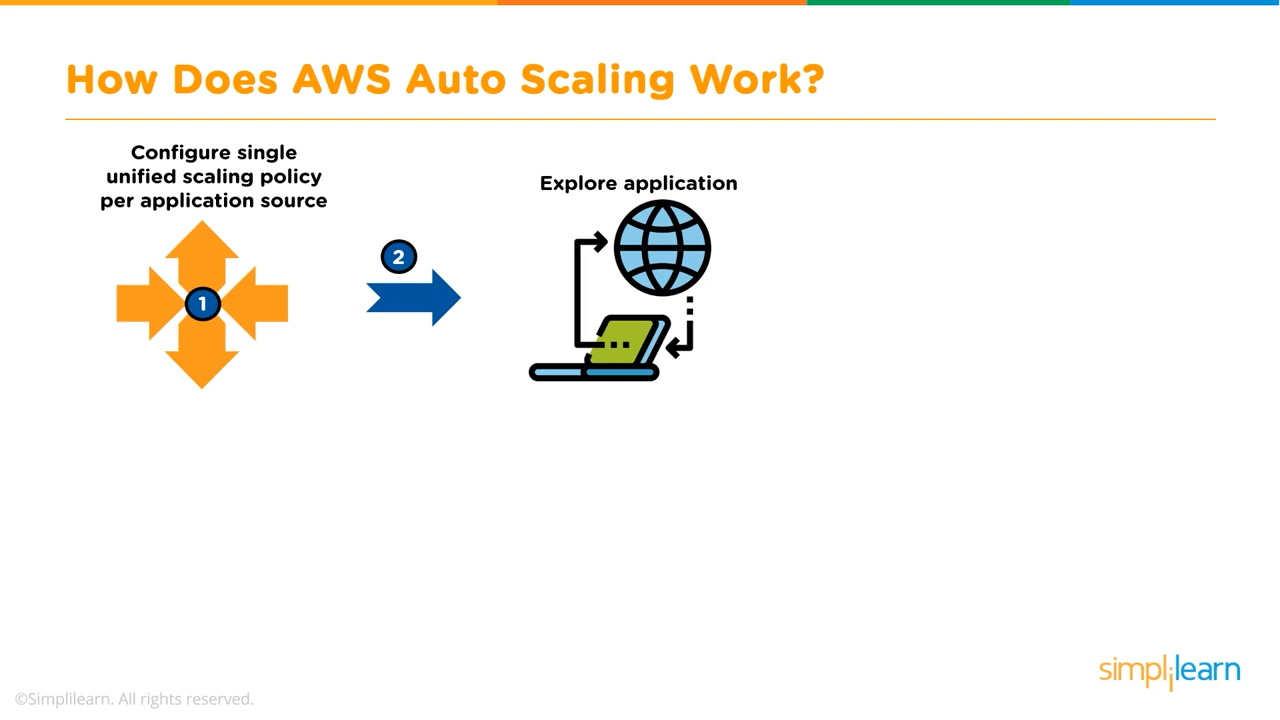 How Does AWS Auto Scaling Work?
Configure single
unified scaling policy
per application source
1
2
Explore application
simplilearn
©Simplilearn. All rights reserved.